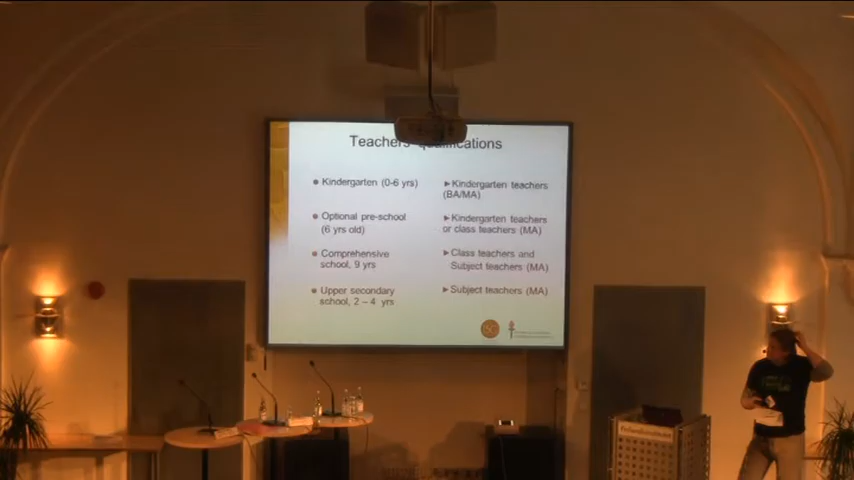 Teachers' qualifications
Kindergarten (0-6 yrs)
►Kindergarten teachers
(BA/MA)
Optional pre-school
(6 yrs old)
►Kindergarten teachers
or class teachers (MA)
Comprehensive
school, 9 yrs
►Class teachers and
Subject teachers (MA)
Upper secondary
school, 2 – 4 yrs
►Subject teachers (MA)